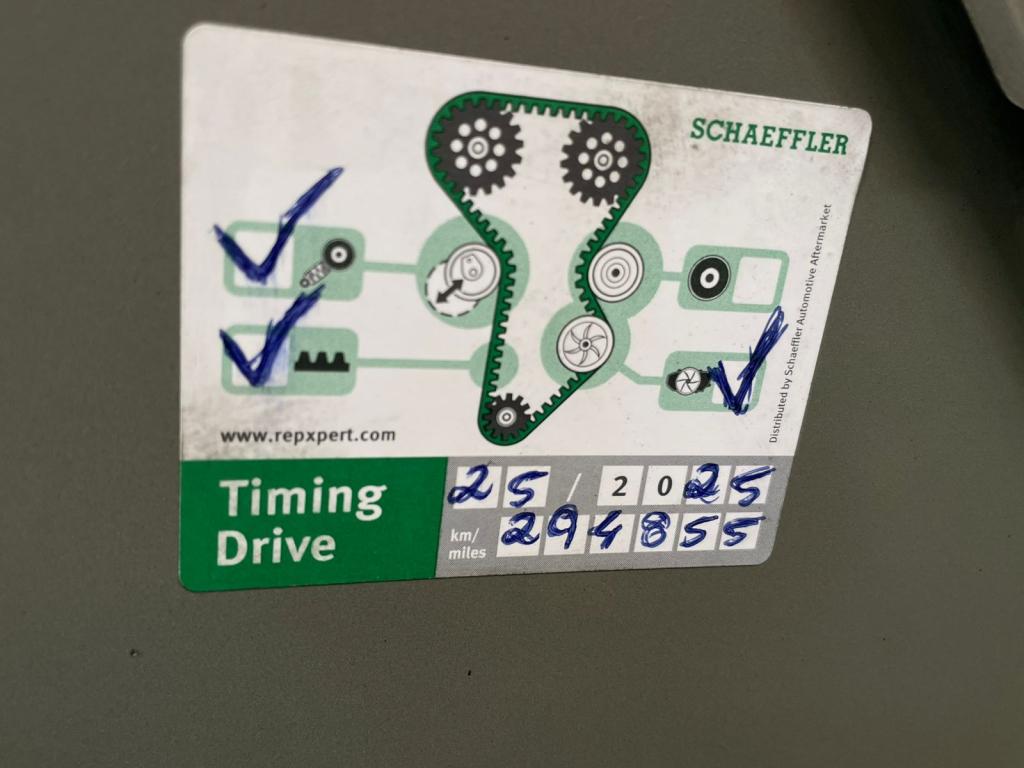 SCHAEFFLER
Distributed by Schaeffler Automotive Aftermarket
www.repxpert.com
Timing
Drive
25 / 2025
km/
miles
294855